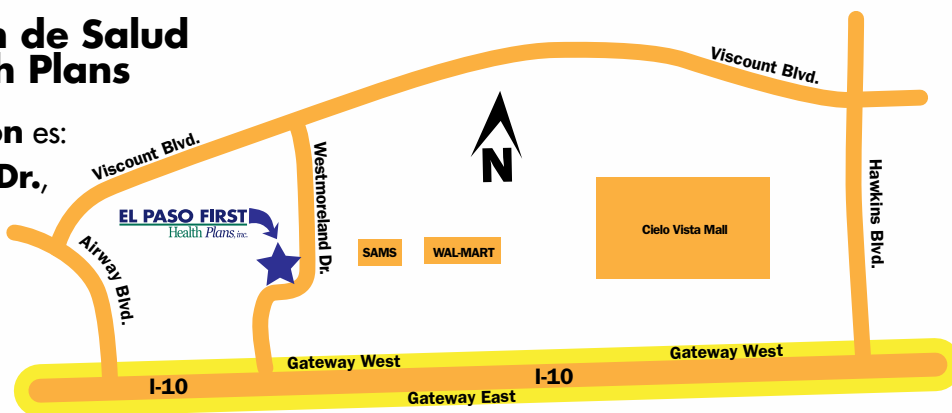 n de Salud
h Plans
ón es:
Dr.,
Viscount Blvd.
Viscount Blvd.
N
Westmoreland Dr.
Hawkins Blvd.
EL PASO FIRST
Health Plans, inc.
Airway Blvd.
SAMS
WAL-MART
Cielo Vista Mall
Gateway West
Gateway West
I-10
I-10
Gateway East